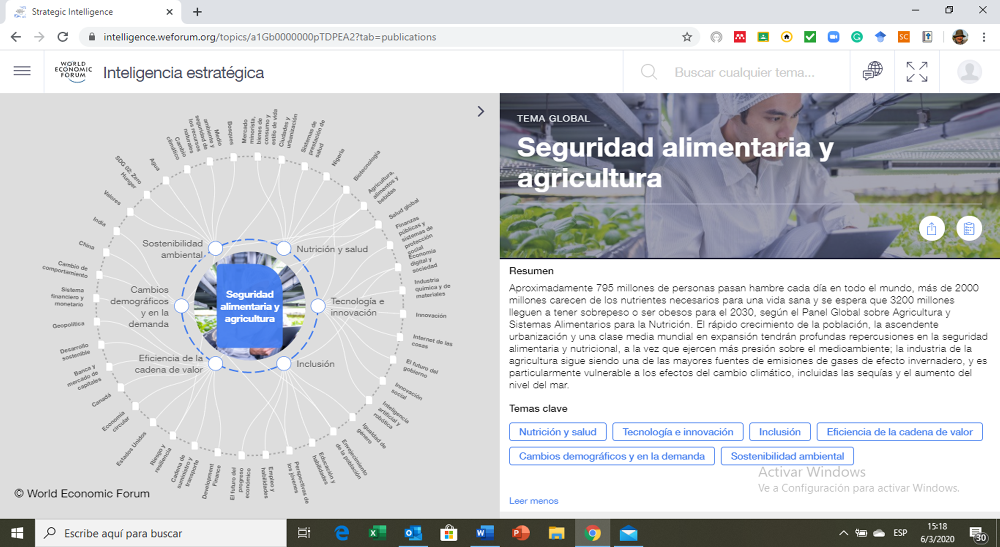 Strategic Intelligence
intelligence.weforum.org/topics/a1Gb0000000pTDPEA2?tab=publications
SC
WORLD
ECONOMIC
FORUM
Inteligencia estratégica
Buscar cualquier tema...
Bosques
Medio
ambiente y
seguridad de
los recursos
naturales
Cambio
climático
Agua
SDG 02: Zero
Hunger
Valores
India
China
Cambio de
comportamiento
Sistema
financiero y
monetario
Geopolítica
Desarrollo
sostenible
Banca y
mercado de
capitales
Canadá
Economía
circular
Estados Unidos
Riesgo y
resiliencia
Cadena de
suministro y
transporte
Development
Finance
El futuro del
progreso
económico
Empleo y
habilidades
Perspectivas de
los jóvenes
Educación y
habilidades
Envejecimiento
de la población
Igualdad de
género
Inteligencia
artificial y
robótica
Innovación
social
El futuro del
gobierno
Internet de las
cosas
Innovación
Industria
química y de
materiales
Economía
digital y
sociedad
Finanzas
públicas y
sistemas de
protección
social
Salud global
Agricultura,
alimentos y
bebidas
Biotecnología
Nigeria
Sistemas de
prestación de
salud
Ciudades y
urbanización
Mercado
minorista,
bienes de
consumo y
estilo de vida
Sostenibilidad
ambiental
Nutrición y salud
Cambios
demográficos
y en la
demanda
Seguridad
alimentaria y
agricultura
Tecnología e
innovación
Eficiencia de la
cadena de valor
Inclusión
© World Economic Forum
TEMA GLOBAL
Seguridad alimentaria y
agricultura
Resumen
Aproximadamente 795 millones de personas pasan hambre cada día en todo el mundo, más de 2000
millones carecen de los nutrientes necesarios para una vida sana y se espera que 3200 millones
lleguen a tener sobrepeso o ser obesos para el 2030, según el Panel Global sobre Agricultura y
Sistemas Alimentarios para la Nutrición. El rápido crecimiento de la población, la ascendente
urbanización y una clase media mundial en expansión tendrán profundas repercusiones en la seguridad
alimentaria y nutricional, a la vez que ejercen más presión sobre el medioambiente; la industria de la
agricultura sigue siendo una de las mayores fuentes de emisiones de gases de efecto invernadero, y es
particularmente vulnerable a los efectos del cambio climático, incluidas las sequías y el aumento del
nivel del mar.
Temas clave
Nutrición y salud
Tecnología e innovación
Inclusión
Eficiencia de la cadena de valor
Cambios demográficos y en la demanda
Sostenibilidad ambiental
Activar Windows
Ve a Configuración para activar Windows.
Leer menos
Escribe aquí para buscar
ESP
15:18
6/3/2020
30